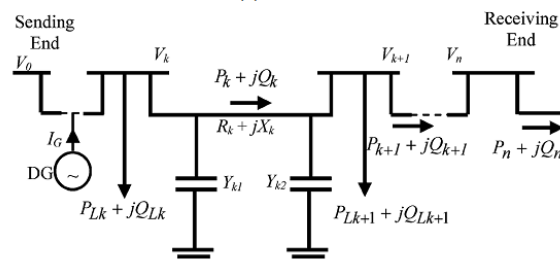 Sending
End
Receiving
End
V0
Vk
Vk+1
Vn
Pk + jQk
Rk + jXk
IG
DG
~
Yk1
Yk2
Pk+1 + jQk+1
Pn + jQn
PLk + jQLk
PLk+1 + jQLk+1